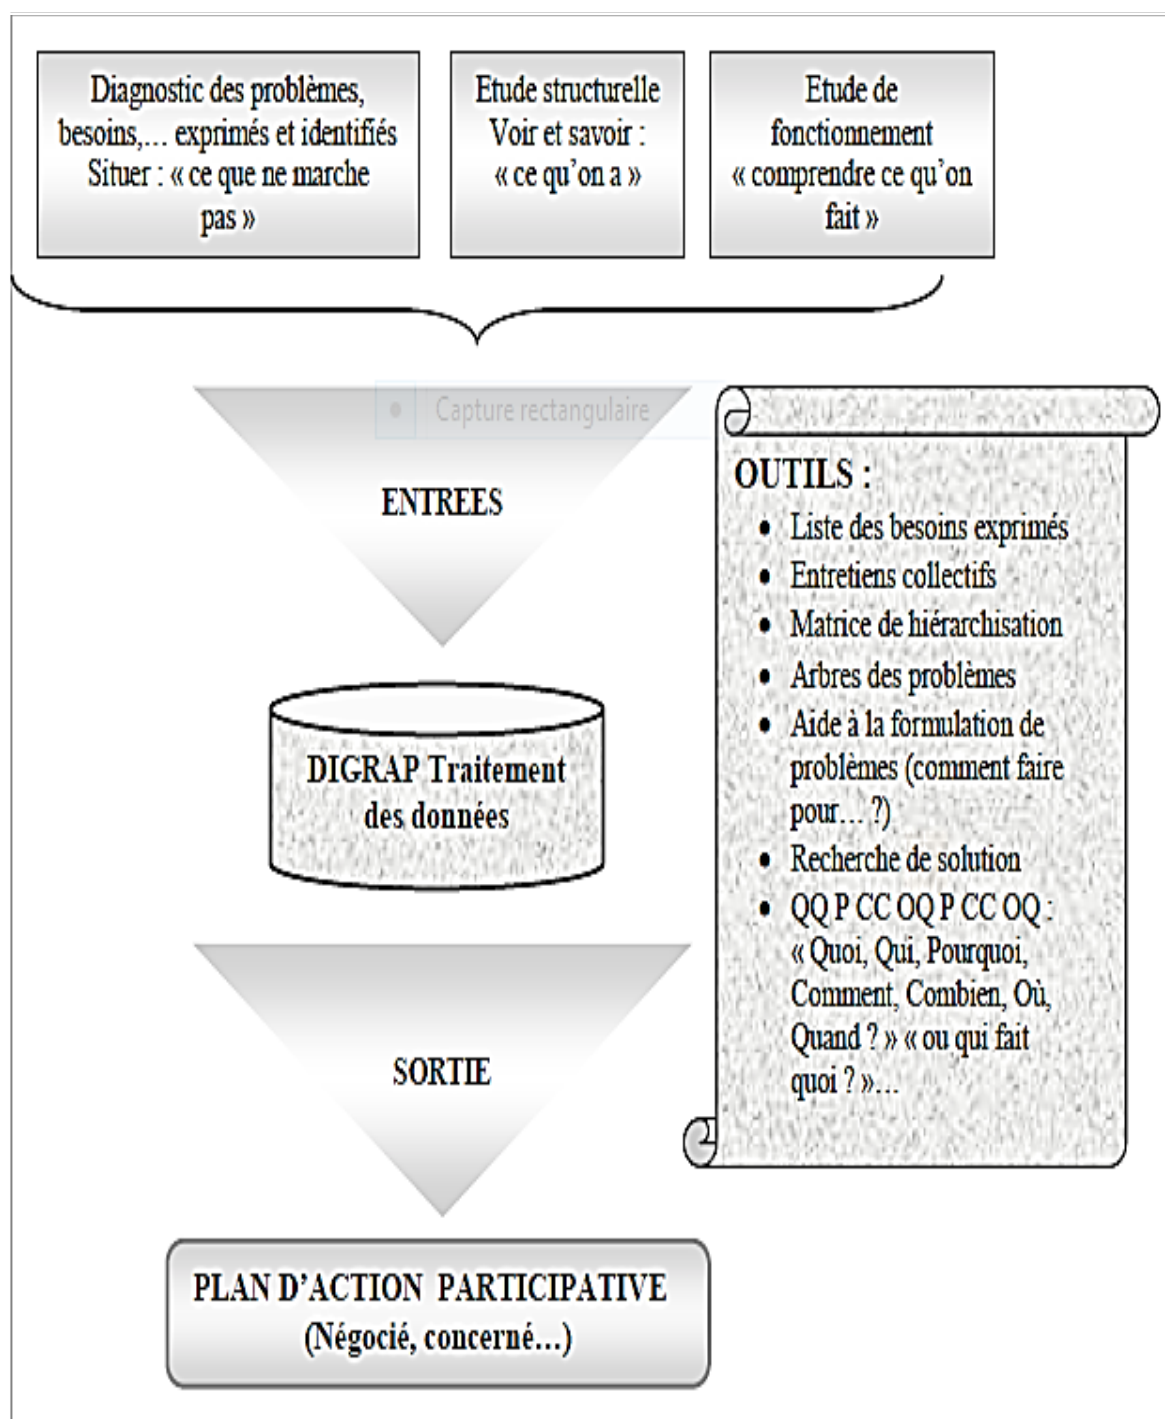 Diagnostic des problèmes,
besoins,... exprimés et identifiés
Situer : « ce que ne marche
pas »
Etude structurelle
Voir et savoir :
« ce qu'on a »
Etude de
fonctionnement
« comprendre ce qu'on
fait »
Capture rectangulaire
ENTREES
DIGRAP Traitement
des données
SORTIE
PLAN D'ACTION PARTICIPATIVE
(Négocié, concerné...)
OUTILS :
• Liste des besoins exprimés
• Entretiens collectifs
• Matrice de hiérarchisation
• Arbres des problèmes
• Aide à la formulation de
problèmes (comment faire
pour... ?)
• Recherche de solution
• QQ P CC OQ P CC OQ :
« Quoi, Qui, Pourquoi,
Comment, Combien, Où,
Quand ? » « ou qui fait
quoi ? »...